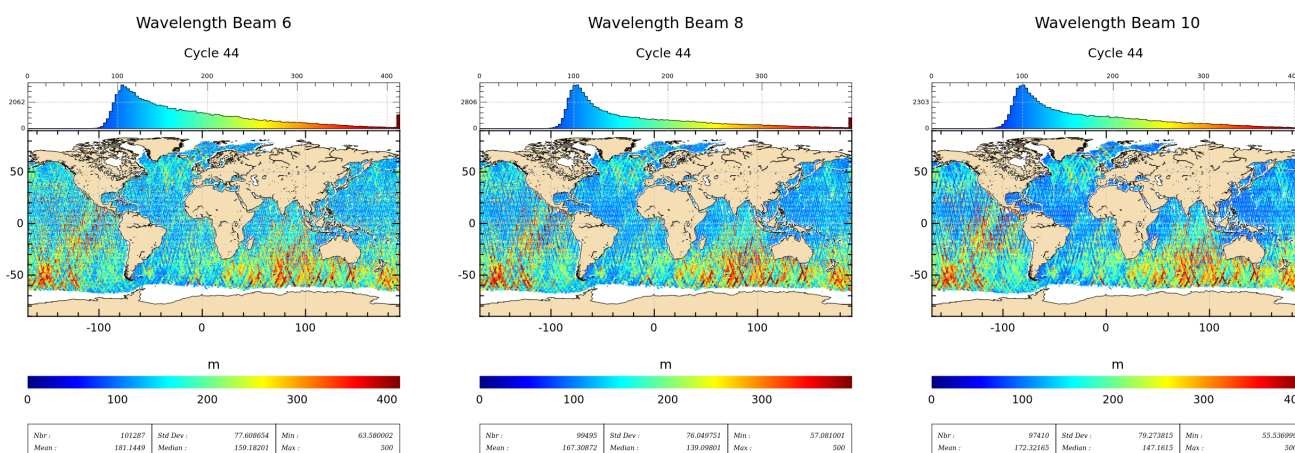 Wavelength Beam 6
Wavelength Beam 8
Wavelength Beam 10
Cycle 44
Cycle 44
Cycle 44
0 100 200 300 400
0 100 200 300
0 100 200 300
2062
0
2806
0
2303
0
50
0
-50
50
0
-50
50
0
-50
-100 0 100
-100 0 100
-100 0 100
m
m
m
0 100 200 300 400
0 100 200 300
0 100 200 300
Nbr : 101287 Std Dev : 77.608654 Min : 63.580002
Mean : 181.1449 Median : 159.18201 Max : 500
Nbr : 99495 Std Dev : 76.049751 Min : 57.081001
Mean : 167.30872 Median : 139.09801 Max : 500
Nbr : 97410 Std Dev : 79.273815 Min : 55.536999
Mean : 172.32165 Median : 147.1615 Max : 500